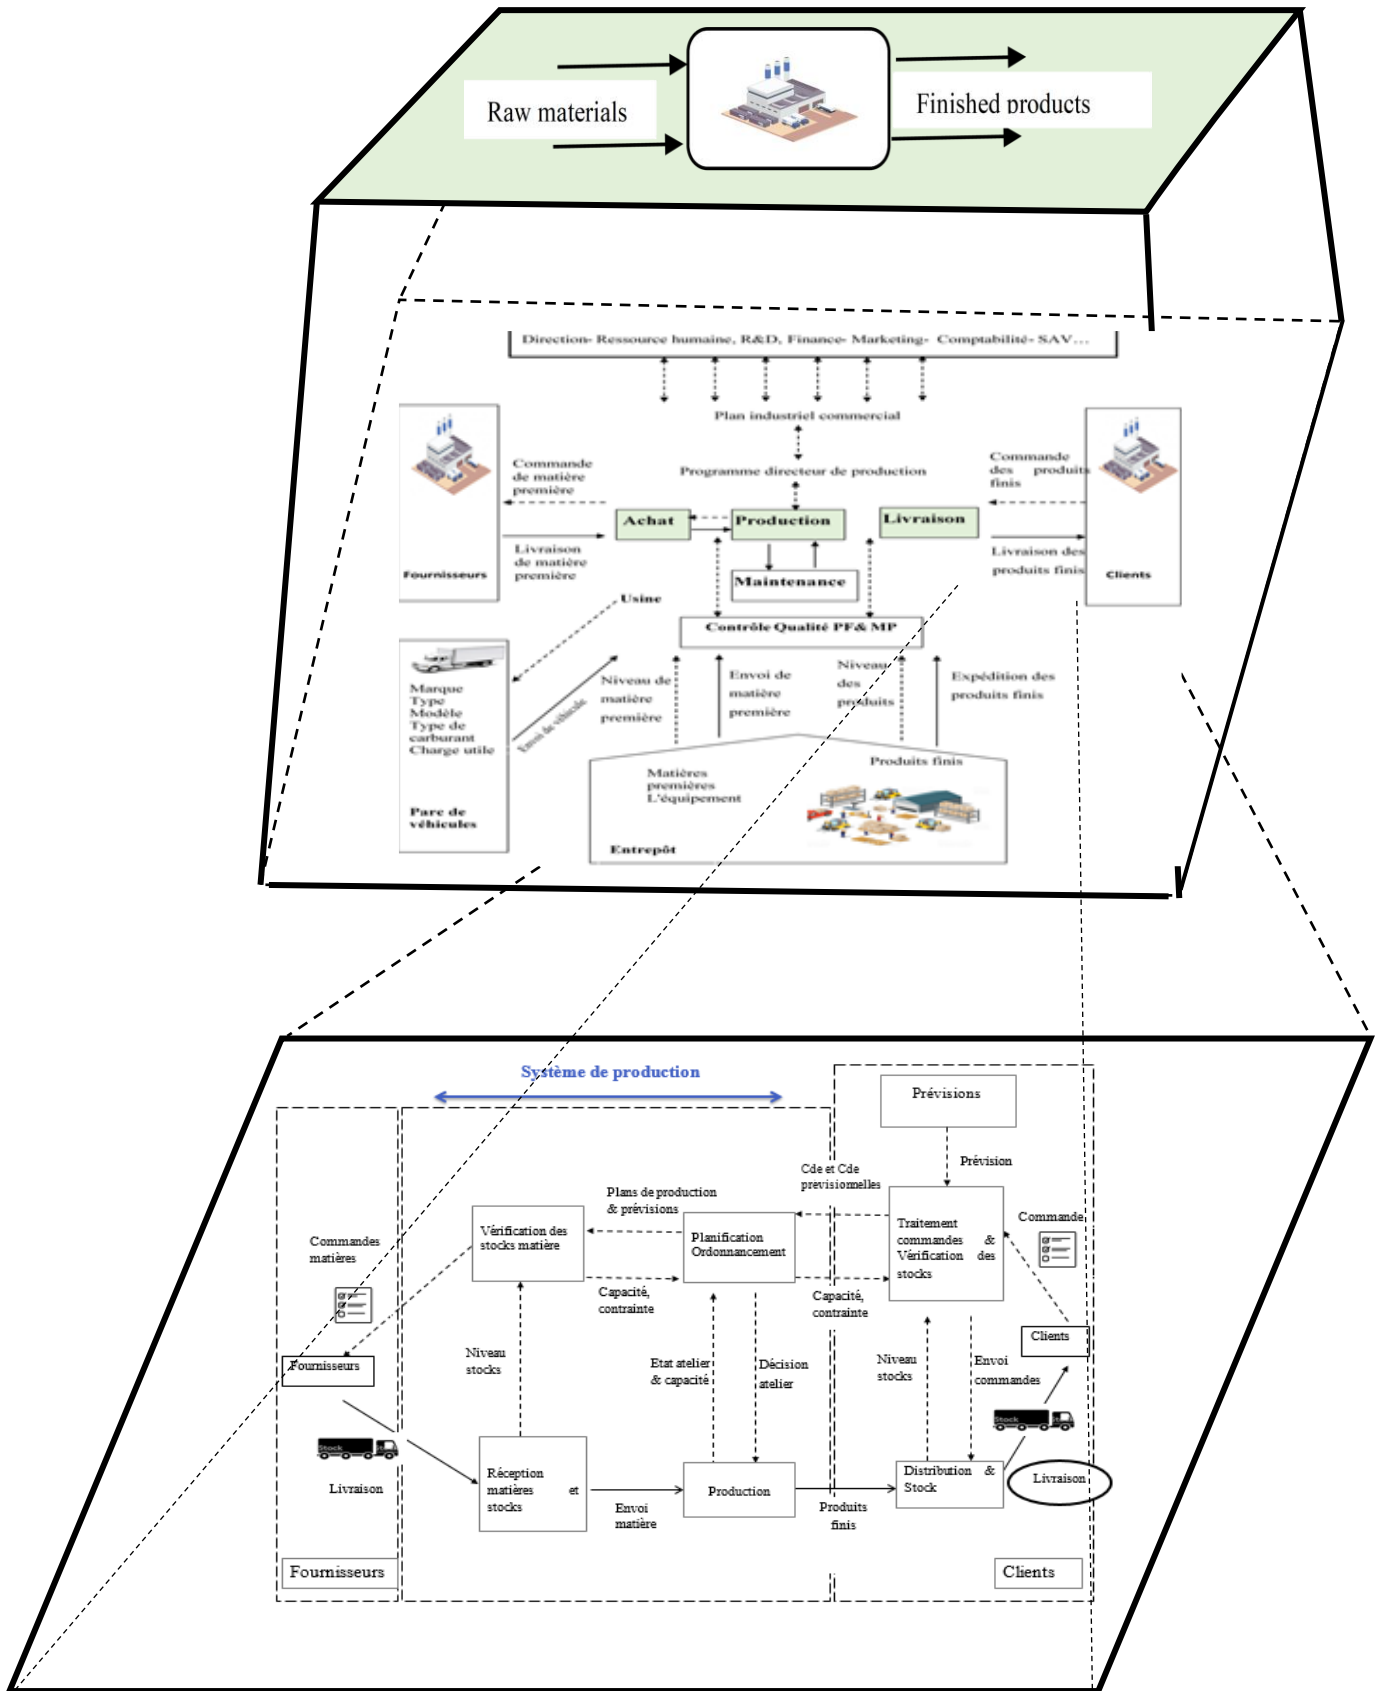 Raw materials
Finished products
Direction- Ressource humaine, R&D, Finance- Marketing- Comptabilité- SAV...
Plan industriel commercial
Programme directeur de production
Commande
de matière
première
Commande
des produits
finis
Achat
Production
Livraison
Livraison
de matière
première
Livraison des
produits finis
Fournisseurs
Clients
Maintenance
Usine
Contrôle Qualité PF& MP
Marque
Type
Modèle
Type de
carburant
Charge utile
Parc de
véhicules
Envoi de véhicule
Niveau de
matière
première
Envoi de
matière
première
Niveau
des
produits
Expédition des
produits finis
Matières
premières
L'équipement
Produits finis
Entrepôt
Système de production
Prévisions
Prévision
Cde et Cde
previsionnelles
Plans de production
& prévisions
Commande
Commandes
matières
Vérification des
stocks matière
Planification
Ordonnancement
Traitement
commandes &
Vérification des
stocks
Capacité,
contrainte
Capacité,
contrainte
Fournisseurs
Clients
Niveau
stocks
Etat atelier
& capacité
Décision
atelier
Niveau
stocks
Envoi
commandes
Stock
Stock
Livraison
Réception
matières et
stocks
Production
Distribution &
Stock
Livraison
Envoi
matière
Produits
finis
Fournisseurs
Clients